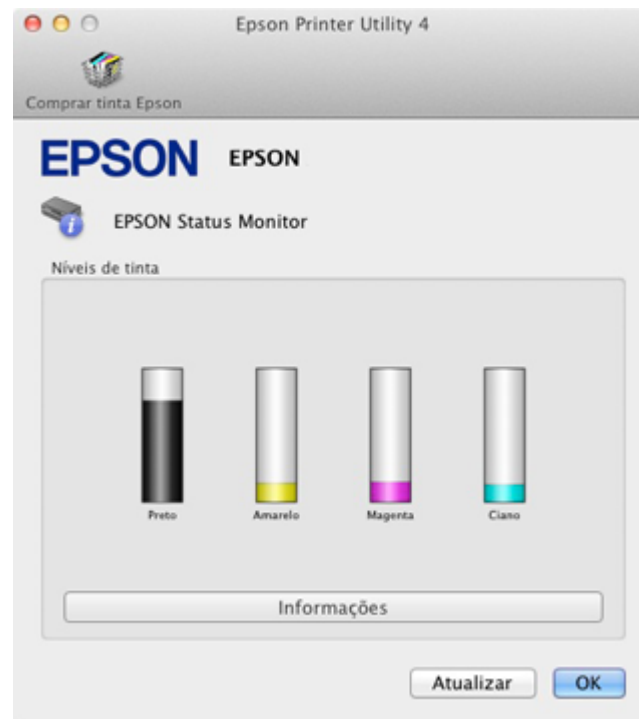 Epson Printer Utility 4
Comprar tinta Epson
EPSON EPSON
EPSON Status Monitor
Níveis de tinta
Preto Amarelo Magenta Ciano
Informações
Atualizar OK